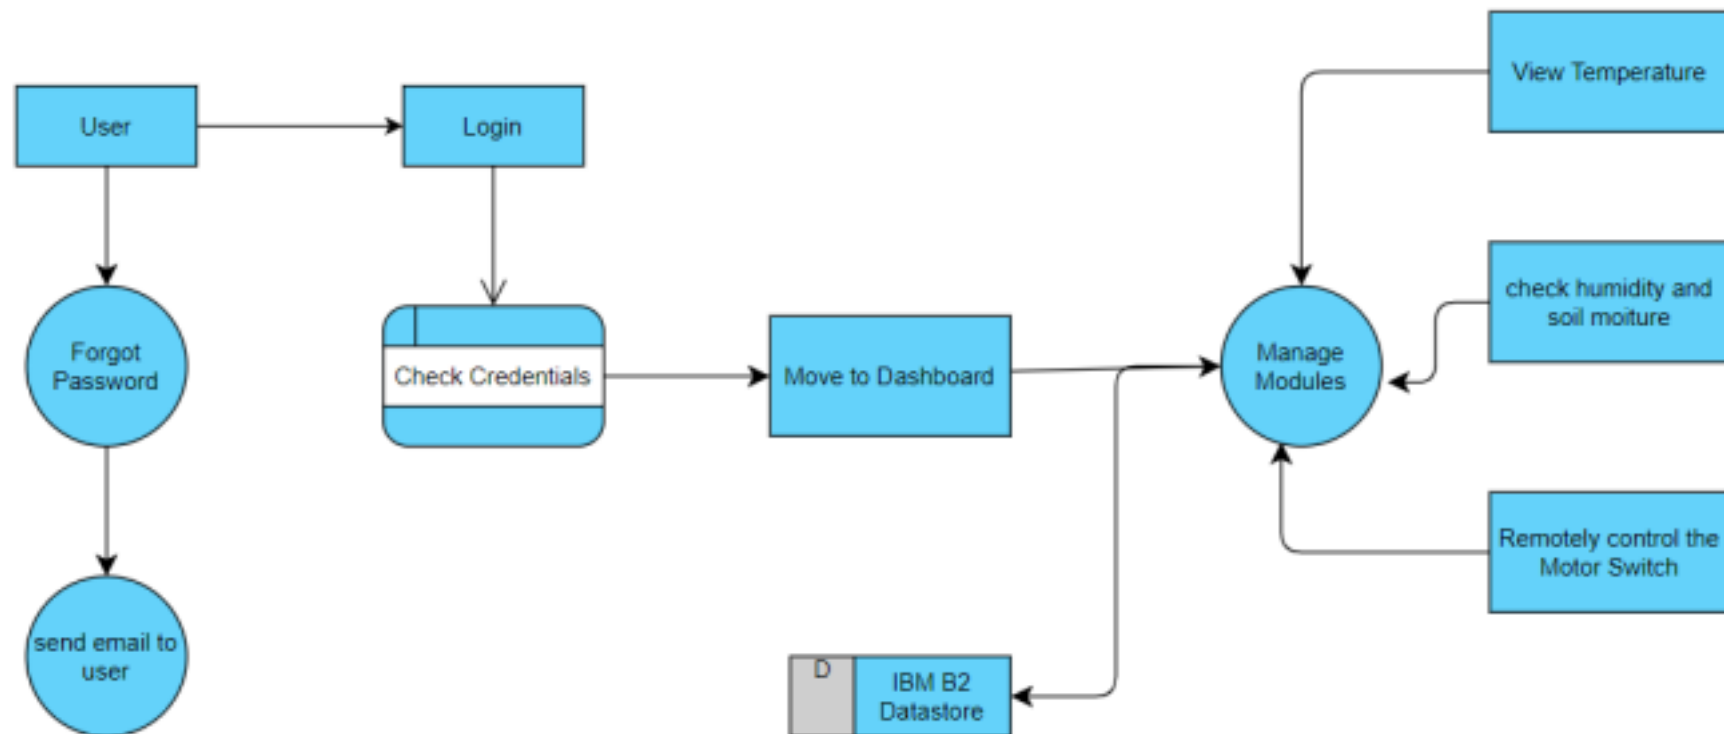 User
Login
View Temperature
check humidity and
soil moiture
Forgot
Password
Check Credentials
Move to Dashboard
Manage
Modules
Remotely control the
Motor Switch
send email to
user
D
IBM B2
Datastore